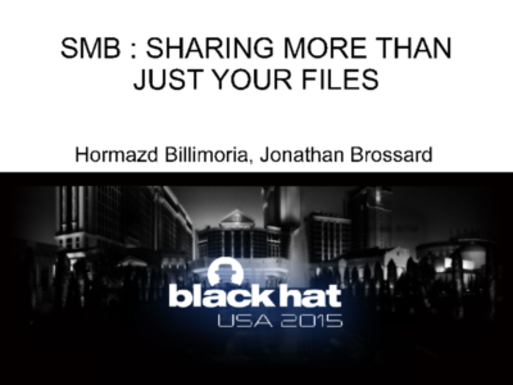 SMB : SHARING MORE THAN
JUST YOUR FILES
Hormazd Billimoria, Jonathan Brossard
black hat
USA 2015